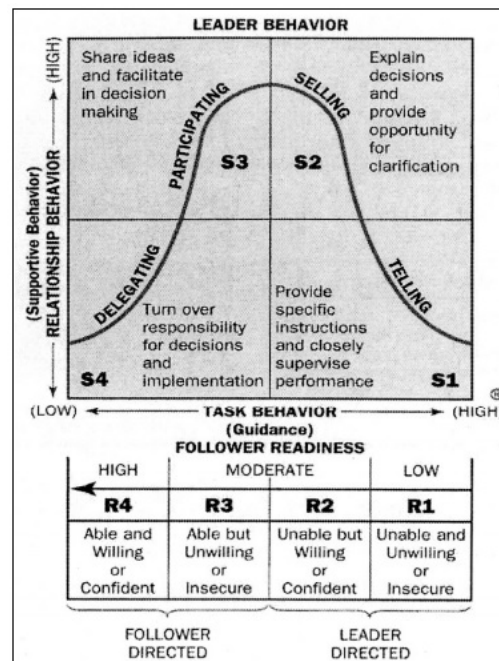 LEADER BEHAVIOR
(HIGH)
(Supportive Behavior)
RELATIONSHIP BEHAVIOR
Share ideas
and facilitate
in decision
making
PARTICIPATING
S3
SELLING
S2
Explain
decisions
and
provide
opportunity
for
clarification
DELEGATING
S4
Turn over
responsibility
for decisions
and
implementation
Provide
specific
instructions
and closely
supervise
performance
TELLING
S1
®
(LOW)
TASK BEHAVIOR
(HIGH)
(Guidance)
FOLLOWER READINESS
HIGH
MODERATE
LOW
R4
R3
R2
R1
Able and
Willing
or
Confident
Able but
Unwilling
or
Insecure
Unable but
Willing
or
Confident
Unable and
Unwilling
or
Insecure
FOLLOWER
DIRECTED
LEADER
DIRECTED